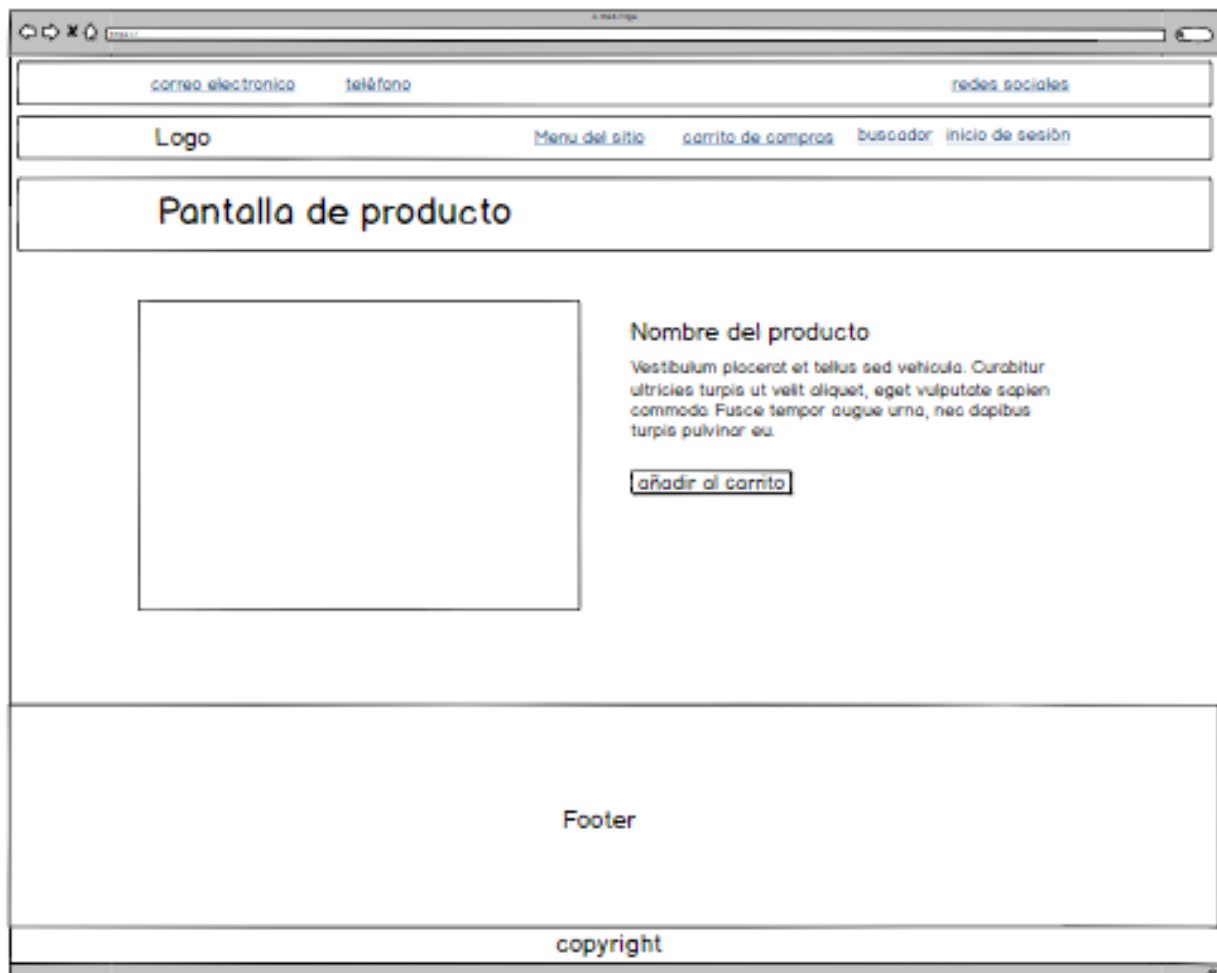 correo electronico teléfono redes sociales
Logo Menu del sitio carrito de compras buscador inicio de sesión
Pantalla de producto
Nombre del producto
Vestibulum placerat et tellus sed vehicula. Curabitur
ultricies turpis ut velit aliquet, eget vulputate sapien
commodo. Fusce tempor augue urna, nec dapibus
turpis pulvinar eu.
añadir al carrito
Footer
copyright